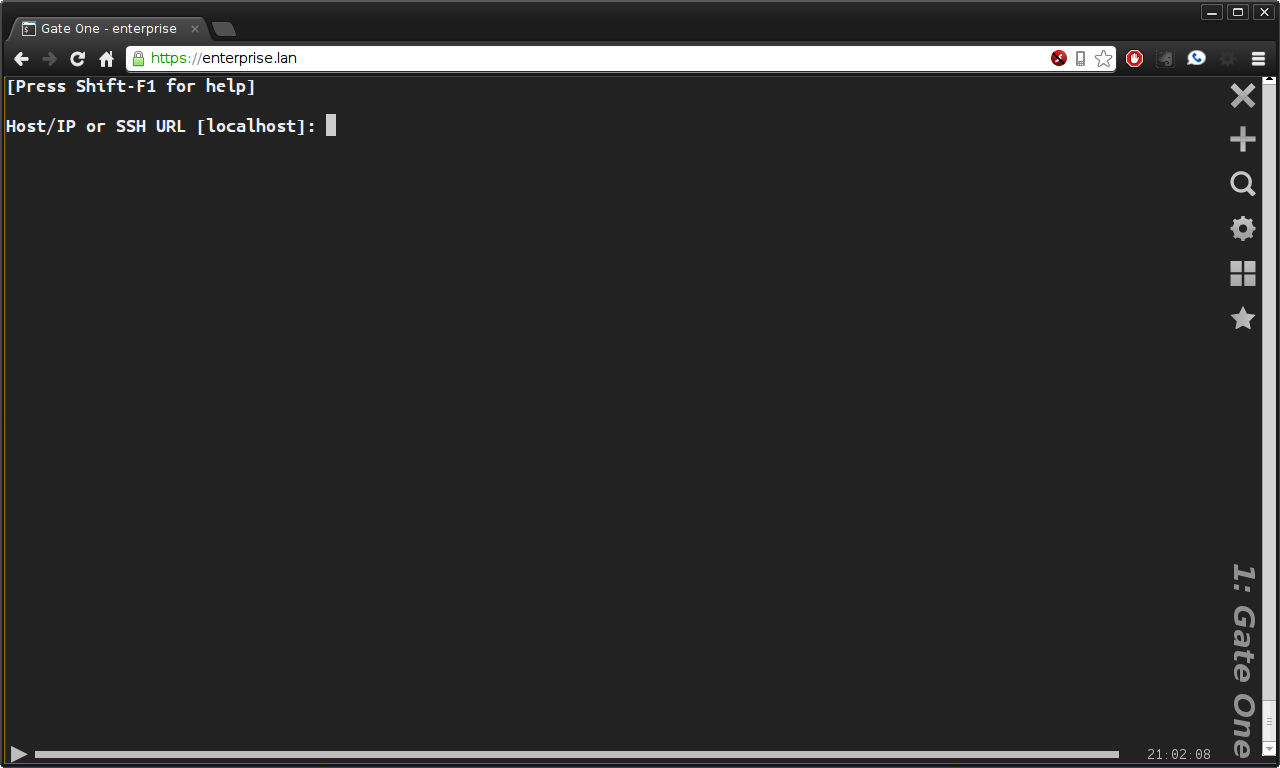 Gate One - enterprise
https://enterprise.lan
[Press Shift-F1 for help]
Host/IP or SSH URL [localhost]:
1: Gate One
21:02:08